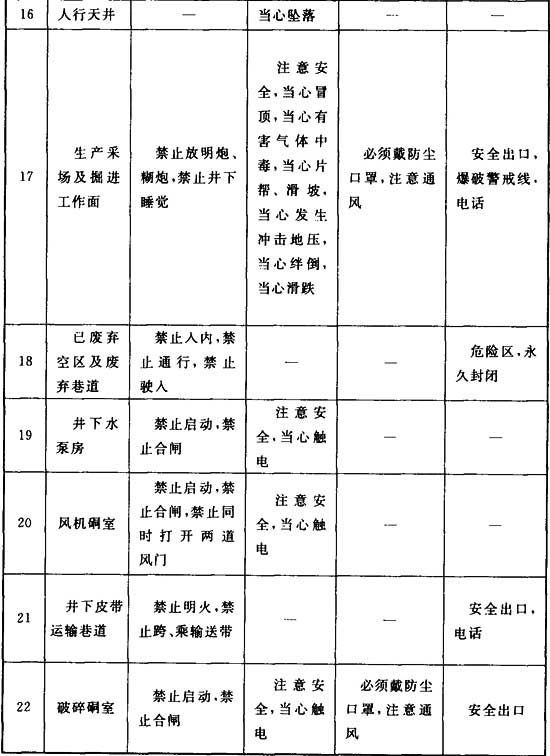 16 人行天井 — 当心坠落 — —
17
生产采
场及掘进
工作面
禁止放明炮、
糊炮,禁止井下
睡觉
注意安
全,当心冒
顶,当心有
害气体中
毒,当心片
帮、滑坡,
当心发生
冲击地压,
当心绊倒,
当心滑跌
必须戴防尘
口罩,注意通
风
安全出口,
爆破警戒线,
电话
18
已废弃
空区及废
弃巷道
禁止入内,禁
止通行,禁止
驶入
—
—
危险区,永
久封闭
19
井下水
泵房
禁止启动,禁
止合闸
注意安
全,当心触
电
—
—
20
风机硐室
禁止启动,禁
止合闸,禁止同
时打开两道
风门
注意安
全,当心触
电
—
—
21
井下皮带
运输巷道
禁止明火,禁
止跨、乘输送带
—
—
安全出口,
电话
22
破碎硐室
禁止启动,禁
止合闸
注意安
全,当心触
电
必须戴防尘
口罩,注意通
风
安全出口